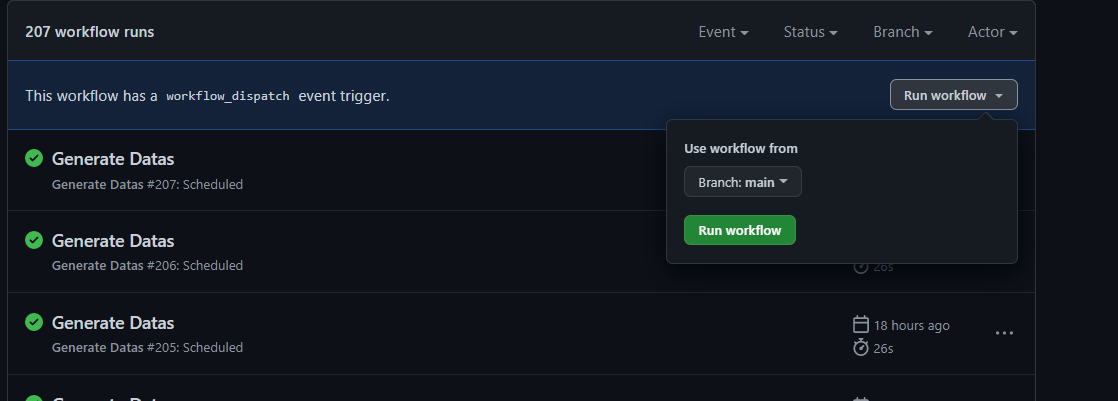 207 workflow runs
Event
Status
Branch
Actor
This workflow has a workflow_dispatch event trigger.
Run workflow
Use workflow from
Branch: main
Run workflow
Generate Datas
Generate Datas #207: Scheduled
Generate Datas
Generate Datas #206: Scheduled
26s
Generate Datas
Generate Datas #205: Scheduled
18 hours ago
26s